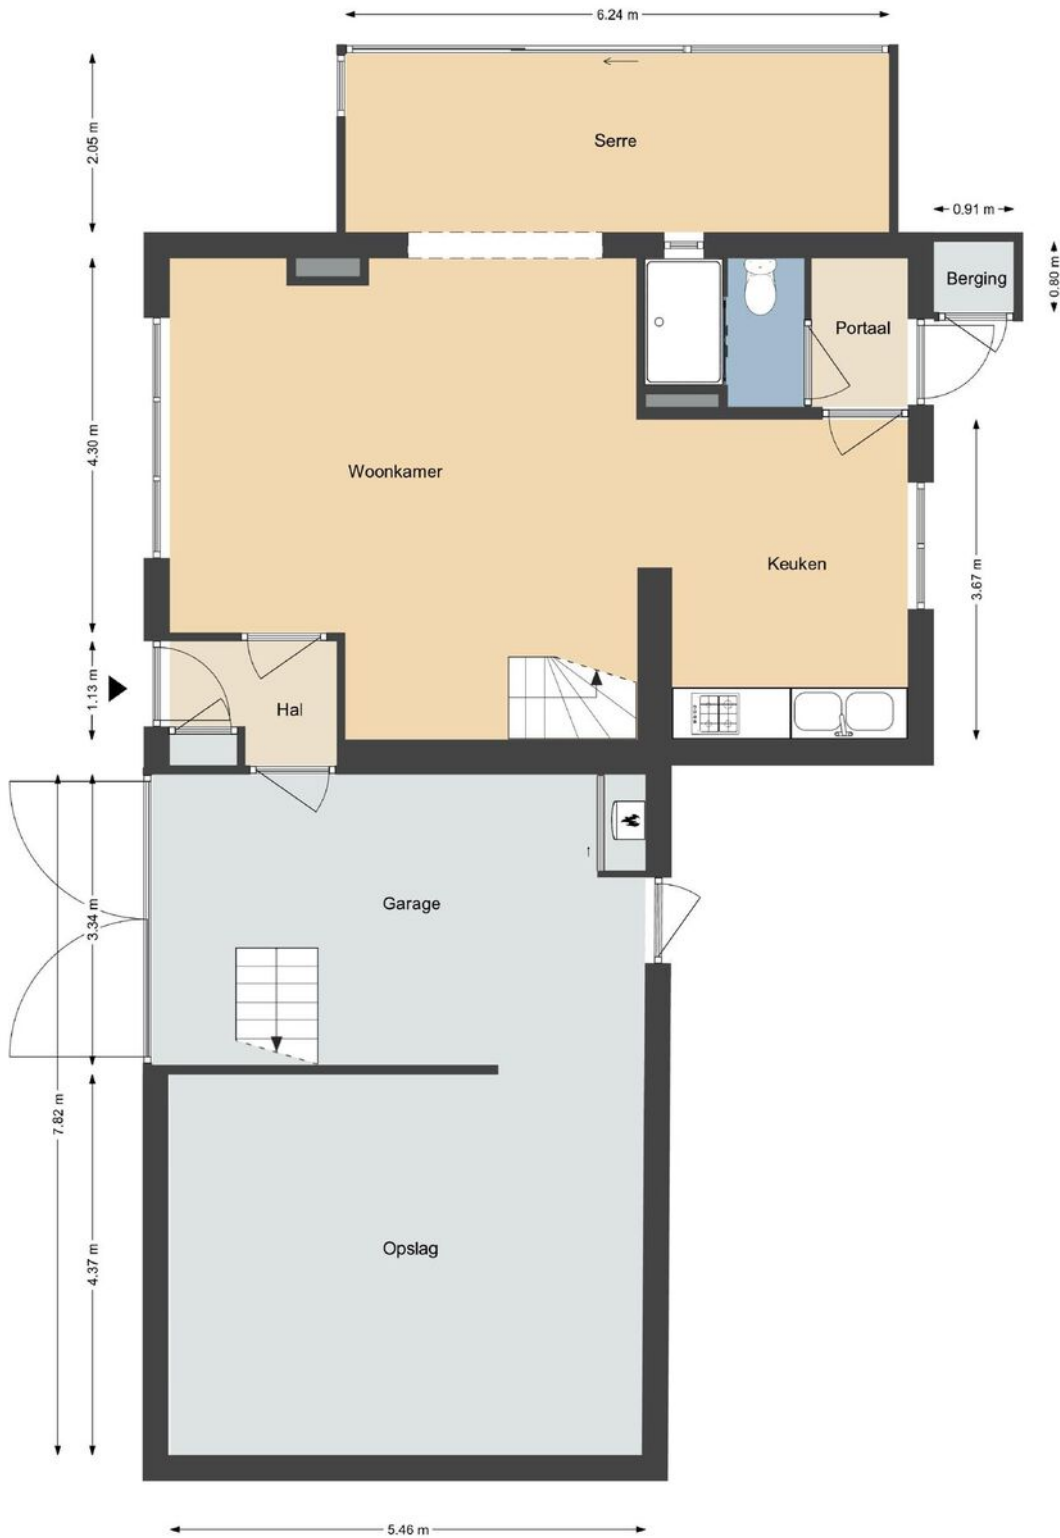 6.24 m
2.05 m
Serre
0.91 m
0.80 m
Berging
Portaal
4.30 m
Woonkamer
Keuken
3.67 m
1.13 m
Hal
Garage
3.34 m
7.82 m
4.37 m
Opslag
5.46 m